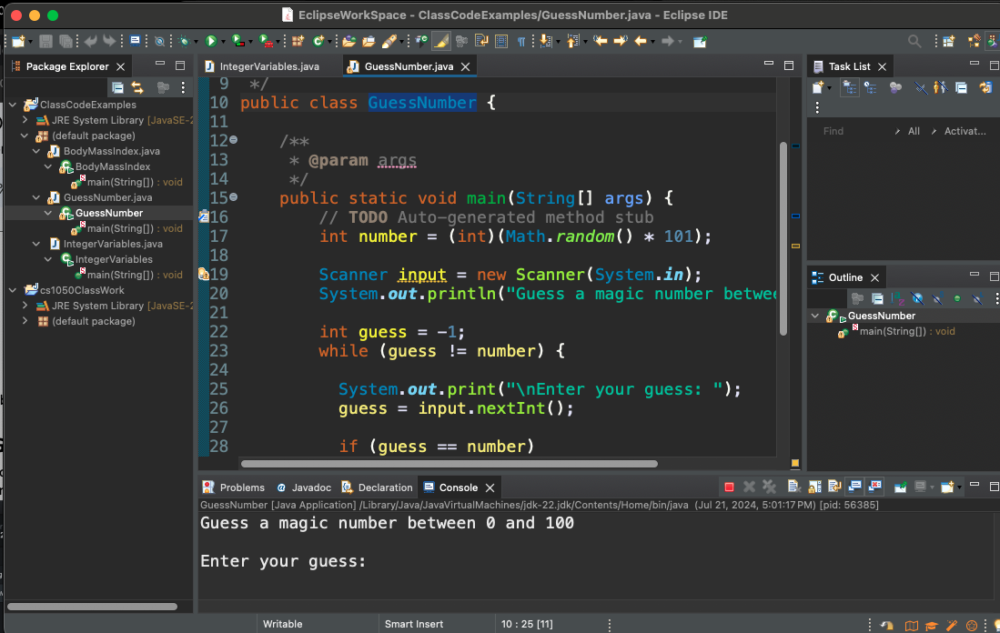 EclipseWorkSpace - ClassCodeExamples/GuessNumber.java - Eclipse IDE
Package Explorer
ClassCodeExamples
JRE System Library [JavaSE-2
(default package)
BodyMassIndex.java
BodyMassIndex
main(String[]) : void
GuessNumber.java
GuessNumber
main(String[]) : void
IntegerVariables.java
IntegerVariables
main(String[]) : void
cs1050ClassWork
JRE System Library [JavaSE-2
(default package)
IntegerVariables.java
GuessNumber.java
9 */
10 public class GuessNumber {
11
12 /**
13 * @param args
14 */
15 public static void main(String[] args) {
16 // TODO Auto-generated method stub
17 int number = (int)(Math.random() * 101);
18
19 Scanner input = new Scanner(System.in);
20 System.out.println("Guess a magic number betwee
21
22 int guess = -1;
23 while (guess != number) {
24
25 System.out.print("\nEnter your guess: ");
26 guess = input.nextInt();
27
28 if (guess == number)
Task List
Find
All
Activat...
Outline
GuessNumber
main(String[]) : void
Problems
Javadoc
Declaration
Console
GuessNumber [Java Application] /Library/Java/JavaVirtualMachines/jdk-22.jdk/Contents/Home/bin/java (Jul 21, 2024, 5:01:17 PM) [pid: 56385]
Guess a magic number between 0 and 100
Enter your guess:
Writable
Smart Insert
10 : 25 [11]